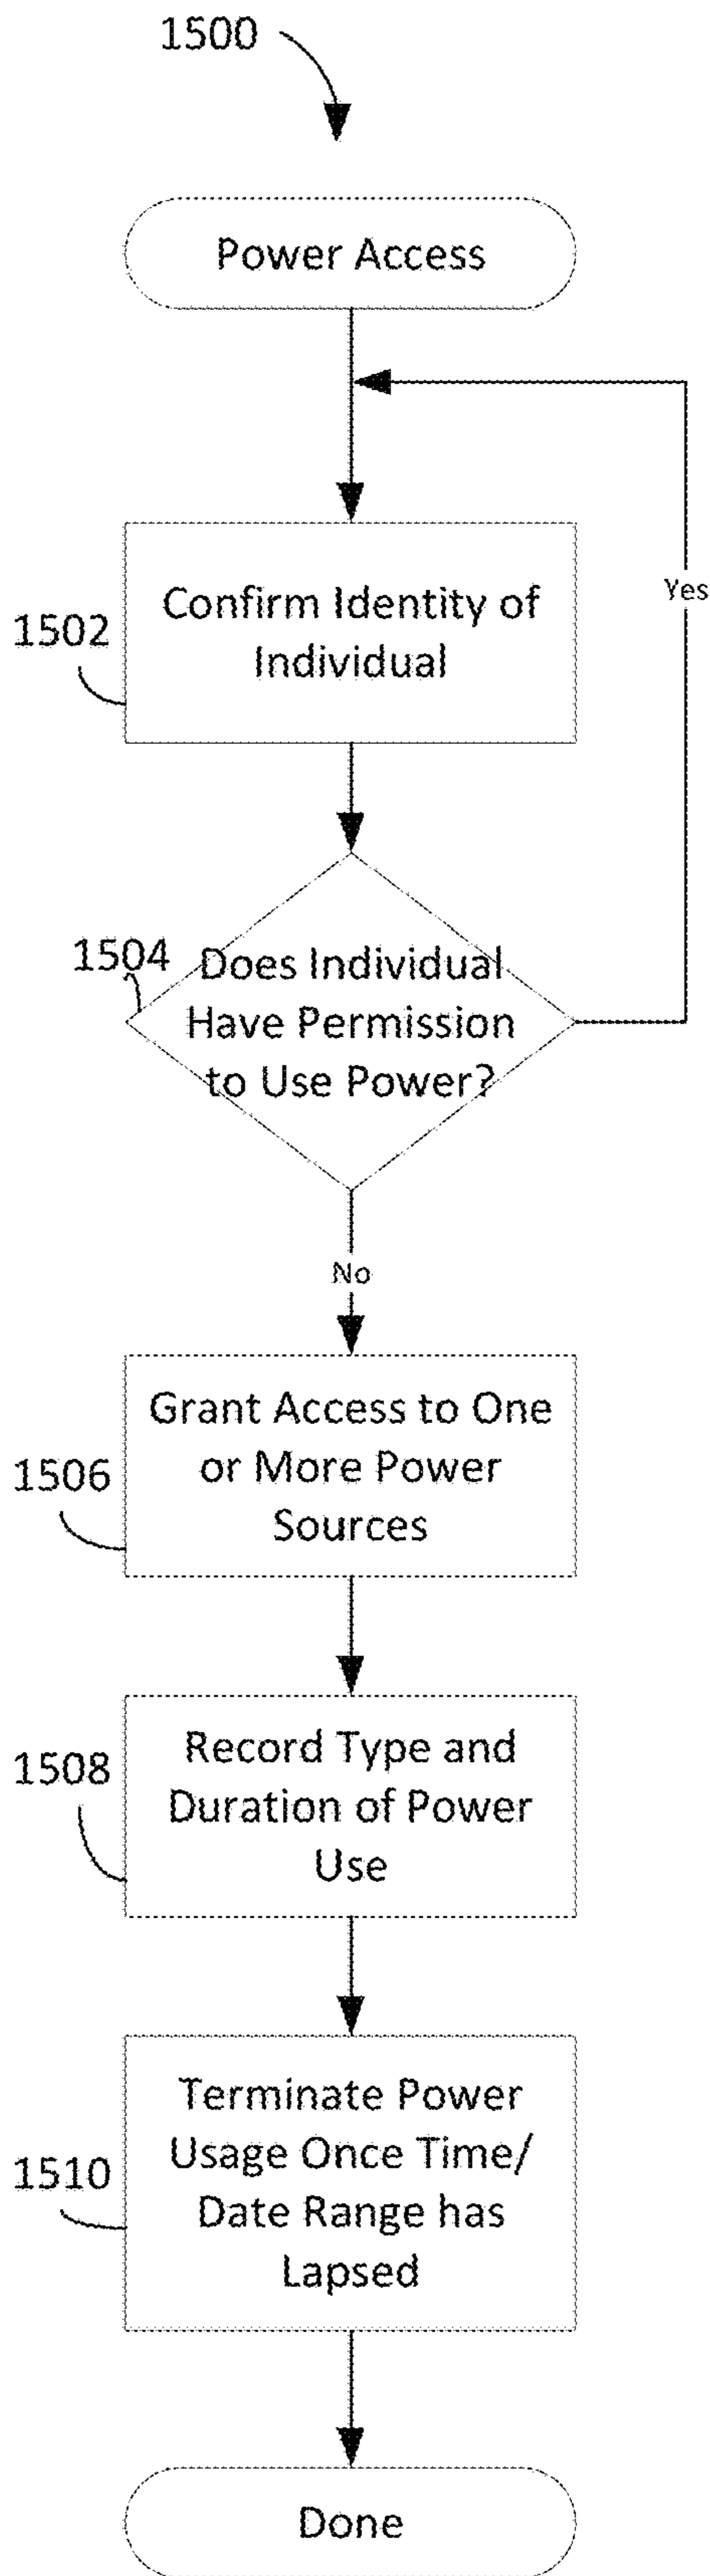 1500
Power Access
Yes
Confirm Identity of
Individual
1502
1504
Does Individual
Have Permission
to Use Power?
No
Grant Access to One
or More Power
Sources
1506
Record Type and
Duration of Power
Use
1508
Terminate Power
Usage Once Time/
Date Range has
Lapsed
1510
Done